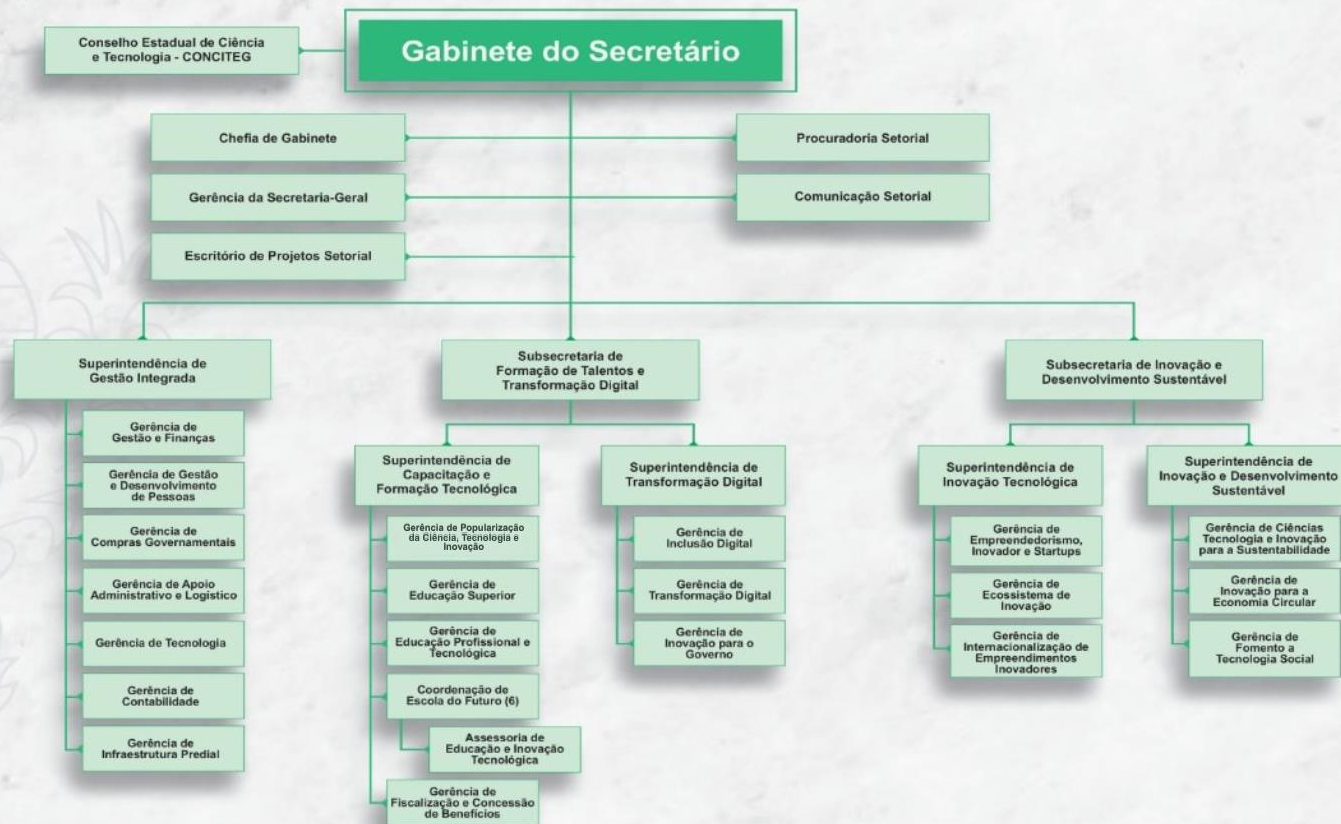 Conselho Estadual de Ciência
e Tecnologia - CONCITEG
Gabinete do Secretário
Chefia de Gabinete
Procuradoria Setorial
Gerência da Secretaria-Geral
Comunicação Setorial
Escritório de Projetos Setorial
Superintendência de
Gestão Integrada
Gerência de
Gestão e Finanças
Gerência de Gestão
e Desenvolvimento
de Pessoas
Gerência de
Compras Governamentais
Gerência de Apoio
Administrativo e Logístico
Gerência de Tecnologia
Gerência de
Contabilidade
Gerência de
Infraestrutura Predial
Subsecretaria de
Formação de Talentos e
Transformação Digital
Superintendência de
Capacitação e
Formação Tecnológica
Gerência de Popularização
da Ciência, Tecnologia e
Inovação
Gerência de
Educação Superior
Gerência de
Educação Profissional e
Tecnológica
Coordenação de
Escola do Futuro (6)
Assessoria de
Educação e Inovação
Tecnológica
Gerência de
Fiscalização e Concessão
de Benefícios
Superintendência de
Transformação Digital
Gerência de
Inclusão Digital
Gerência de
Transformação Digital
Gerência de
Inovação para o
Governo
Subsecretaria de Inovação e
Desenvolvimento Sustentável
Superintendência de
Inovação Tecnológica
Gerência de
Empreendedorismo,
Inovador e Startups
Gerência de
Ecossistema de
Inovação
Gerência de
Internacionalização de
Empreendimentos
Inovadores
Superintendência de
Inovação e Desenvolvimento
Sustentável
Gerência de Ciências
Tecnologia e Inovação
para a Sustentabilidade
Gerência de
Inovação para a
Economia Circular
Gerência de
Fomento a
Tecnologia Social